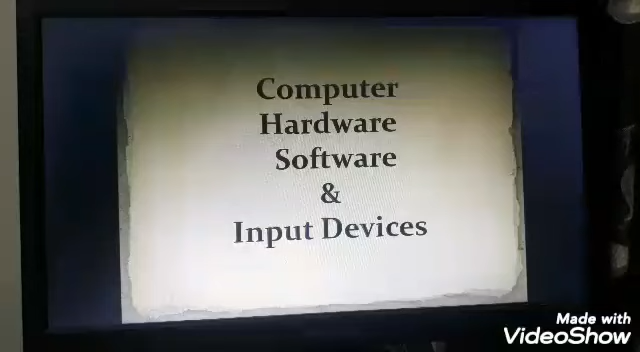 Computer
Hardware
Software
&
Input Devices
Made with
VideoShow